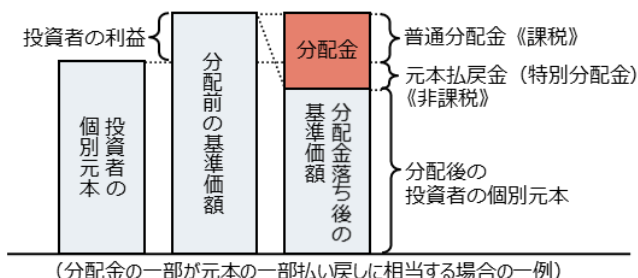 投資者の利益
投資者の
個別元本
分配前の基準価額
分配金
分配金落ち後の
基準価額
普通分配金《課税》
元本払戻金（特別分配金）
《非課税》
分配後の
投資者の個別元本
（分配金の一部が元本の一部払い戻しに相当する場合の一例）